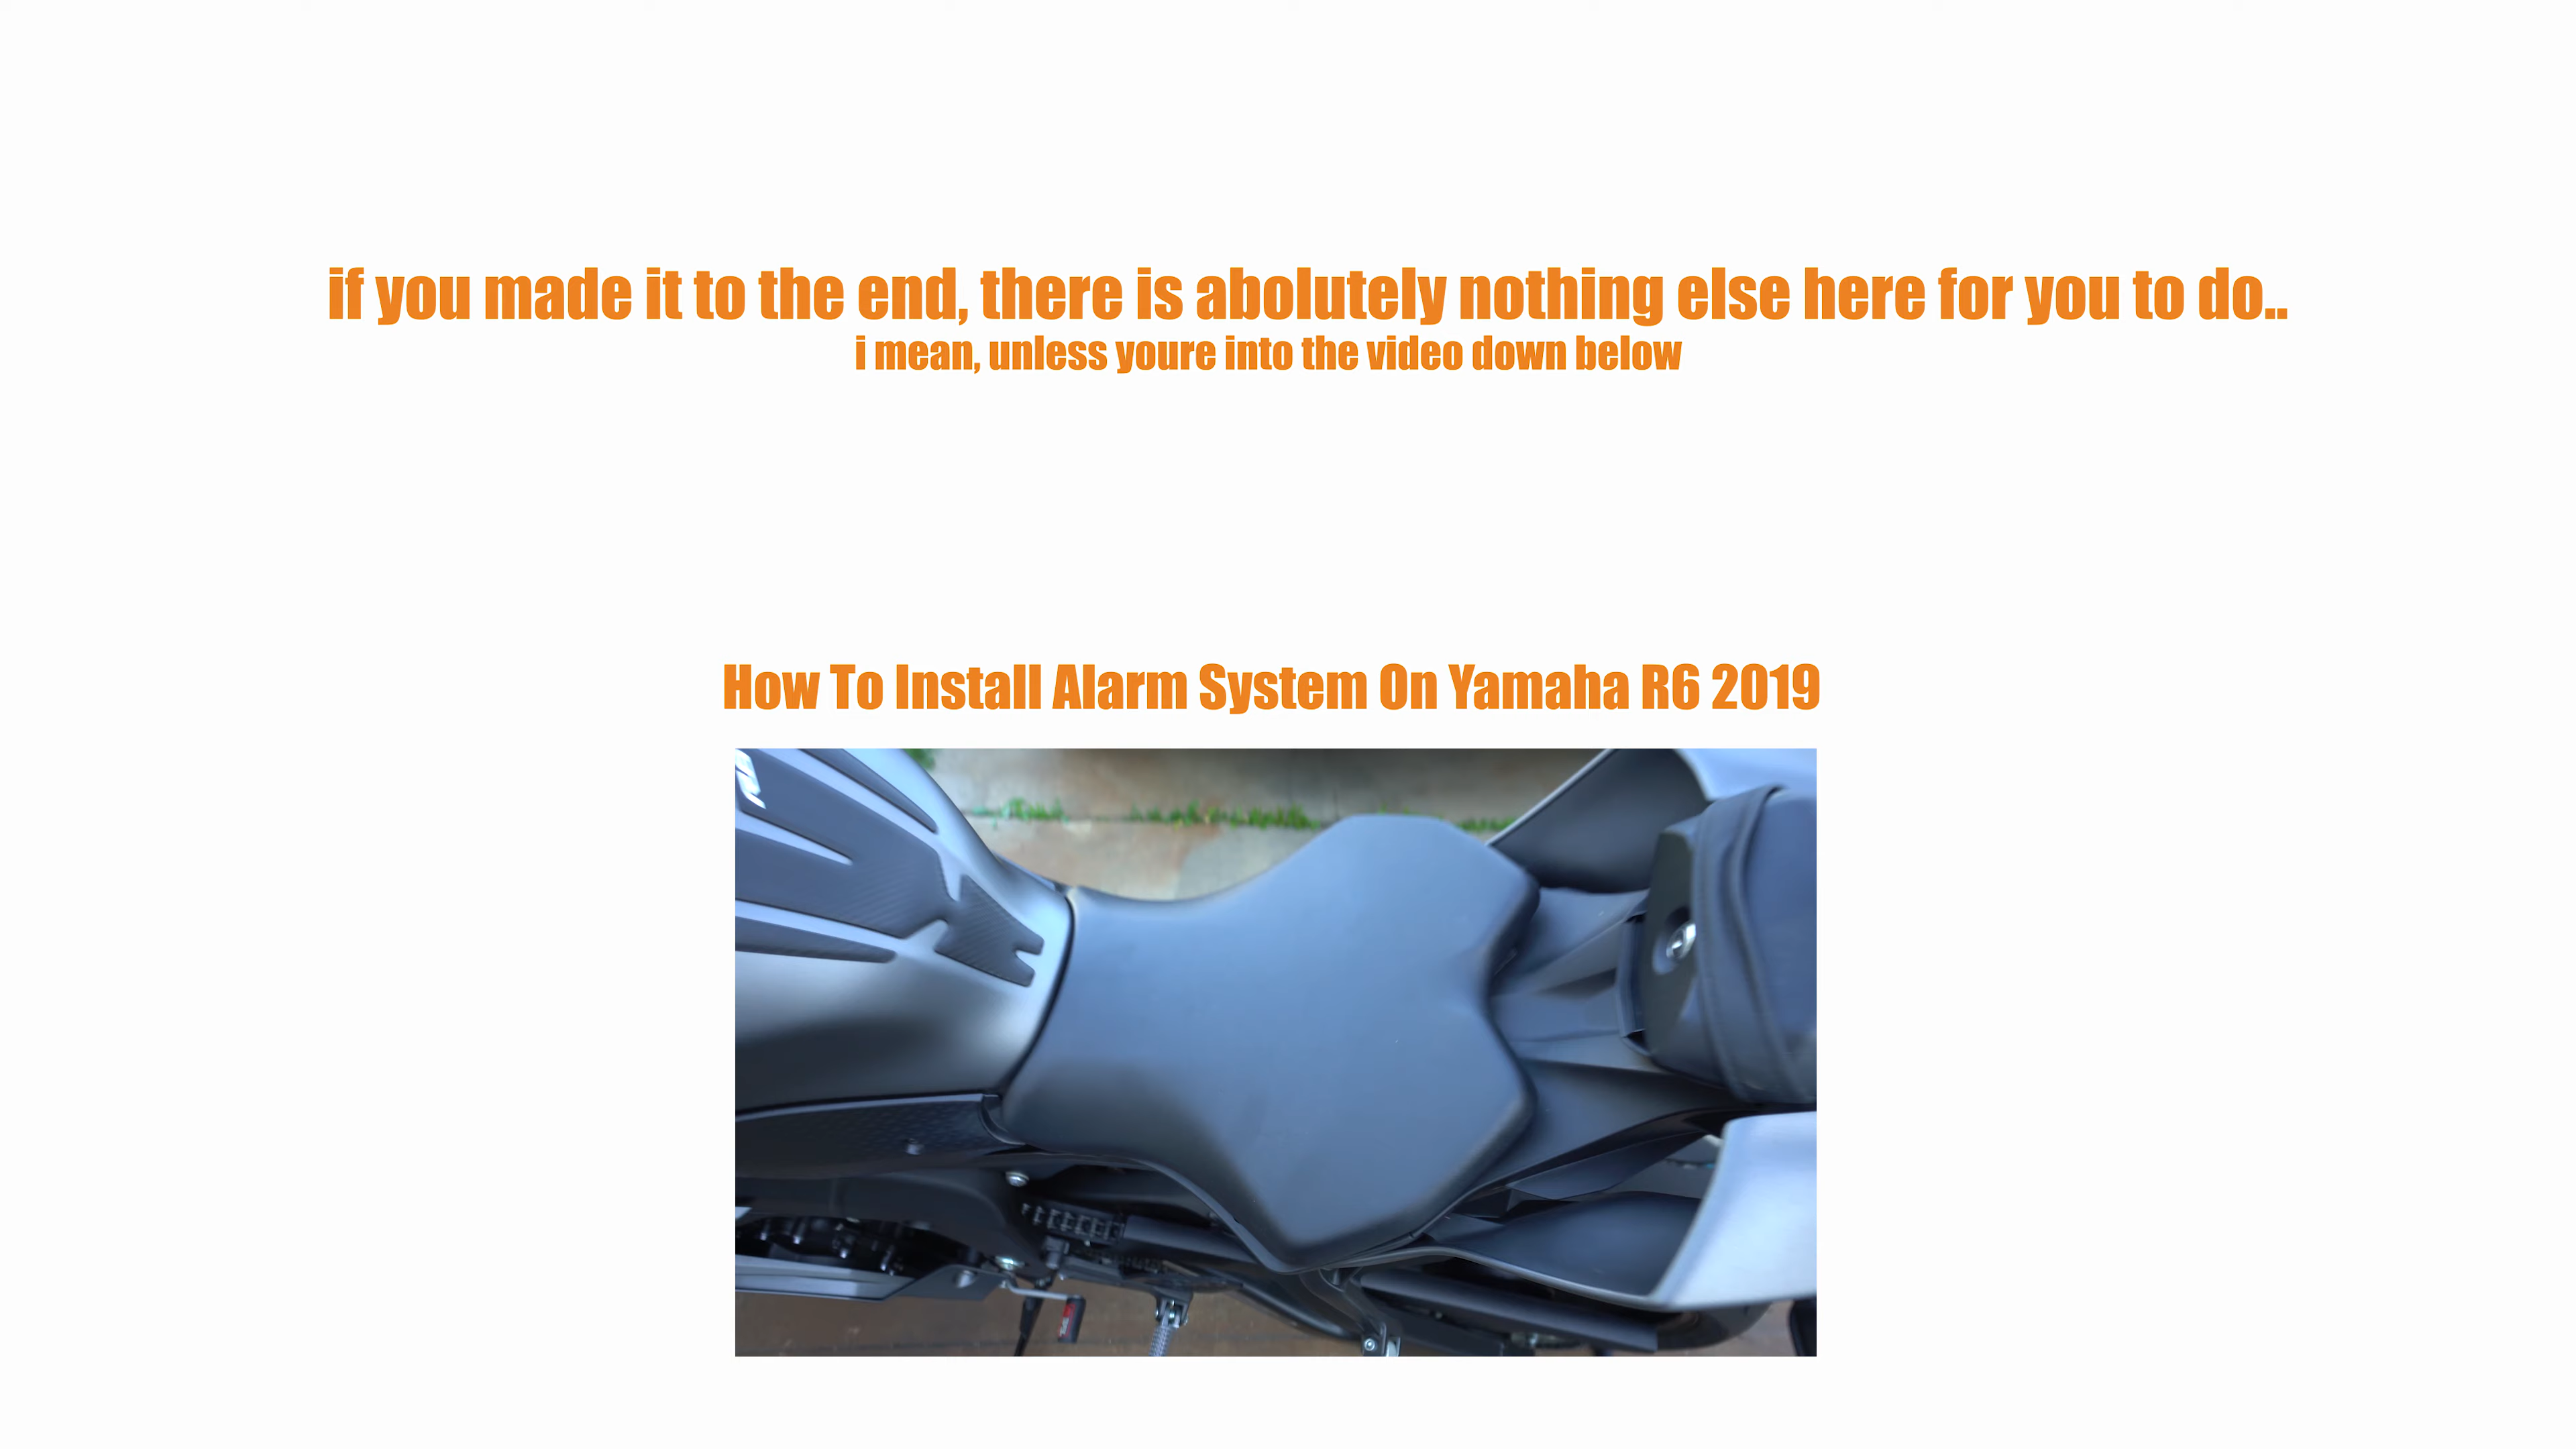 if you made it to the end, there is abolutely nothing else here for you to do..
i mean, unless youre into the video down below
How To Install Alarm System On Yamaha R6 2019